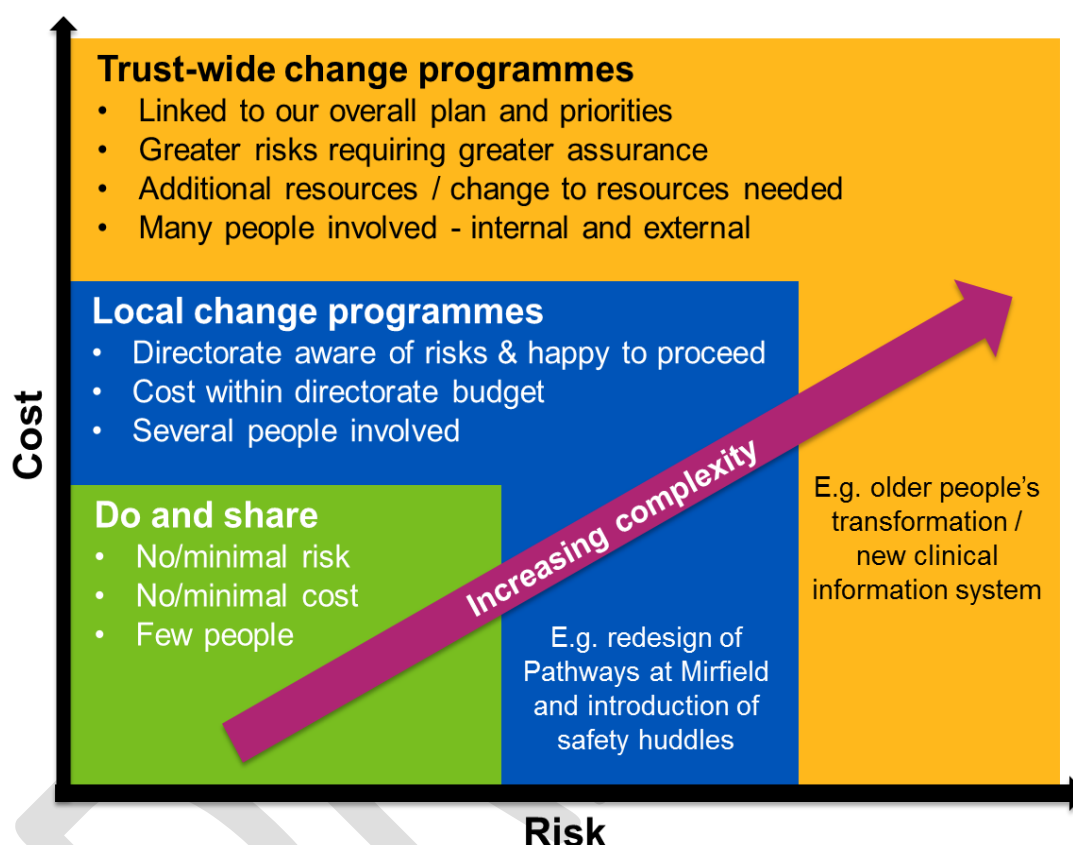 Trust-wide change programmes
• Linked to our overall plan and priorities
• Greater risks requiring greater assurance
• Additional resources / change to resources needed
• Many people involved - internal and external
Local change programmes
• Directorate aware of risks & happy to proceed
• Cost within directorate budget
• Several people involved
Do and share
• No/minimal risk
• No/minimal cost
• Few people
Increasing complexity
E.g. redesign of
Pathways at Mirfield
and introduction of
safety huddles
E.g. older people’s
transformation /
new clinical
information system
Cost
Risk